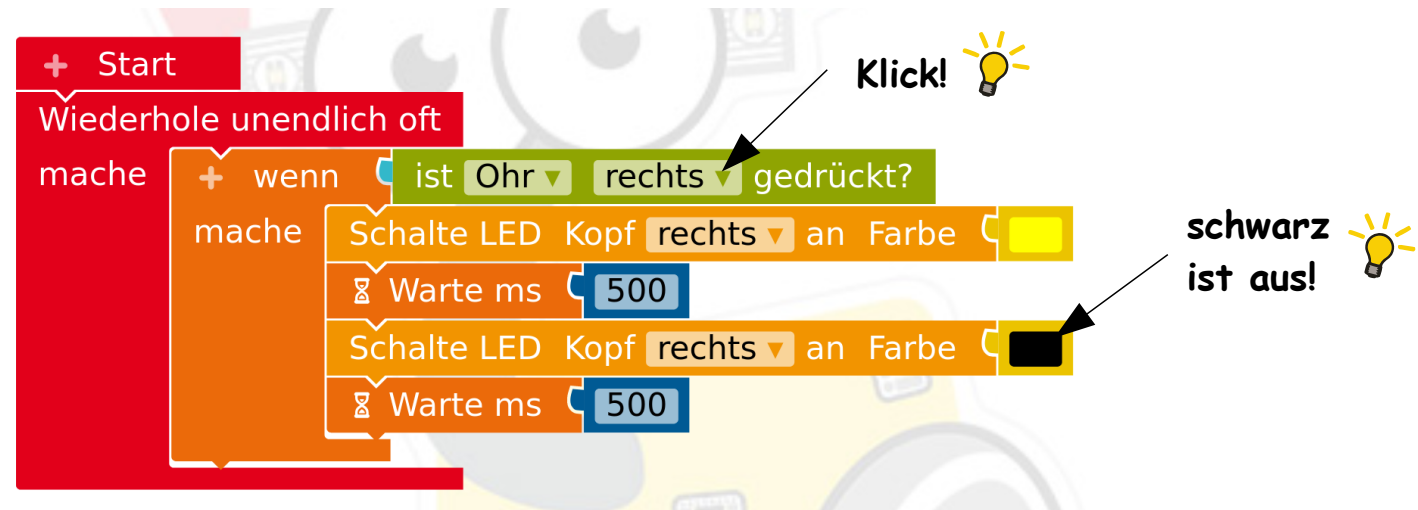 + Start
Wiederhole unendlich oft
mache
+ wenn ist Ohr ▾ rechts ▾ gedrückt?
mache Schalte LED Kopf rechts ▾ an Farbe
Warte ms 500
Schalte LED Kopf rechts ▾ an Farbe
Warte ms 500
Klick!
schwarz
ist aus!